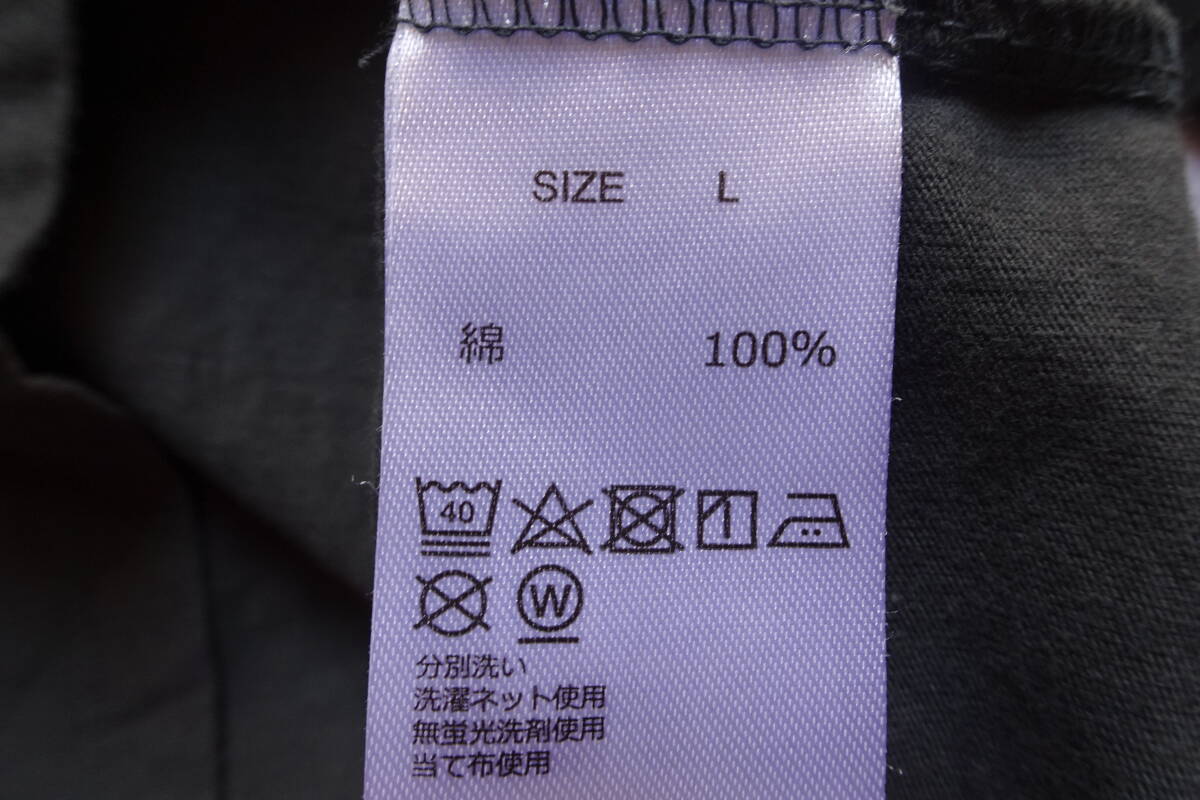 SIZE L
綿 100%
40
W
分別洗い
洗濯ネット使用
無蛍光洗剤使用
当て布使用